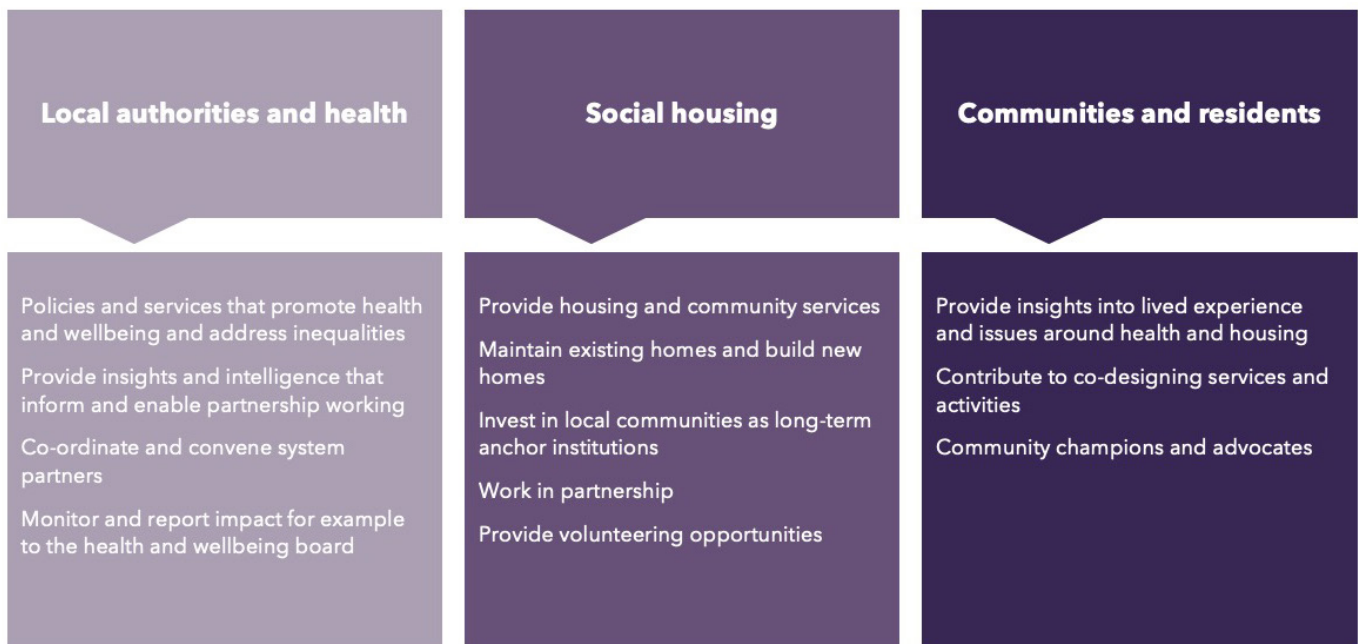 Local authorities and health
Policies and services that promote health
and wellbeing and address inequalities
Provide insights and intelligence that
inform and enable partnership working
Co-ordinate and convene system
partners
Monitor and report impact for example
to the health and wellbeing board
Social housing
Provide housing and community services
Maintain existing homes and build new
homes
Invest in local communities as long-term
anchor institutions
Work in partnership
Provide volunteering opportunities
Communities and residents
Provide insights into lived experience
and issues around health and housing
Contribute to co-designing services and
activities
Community champions and advocates